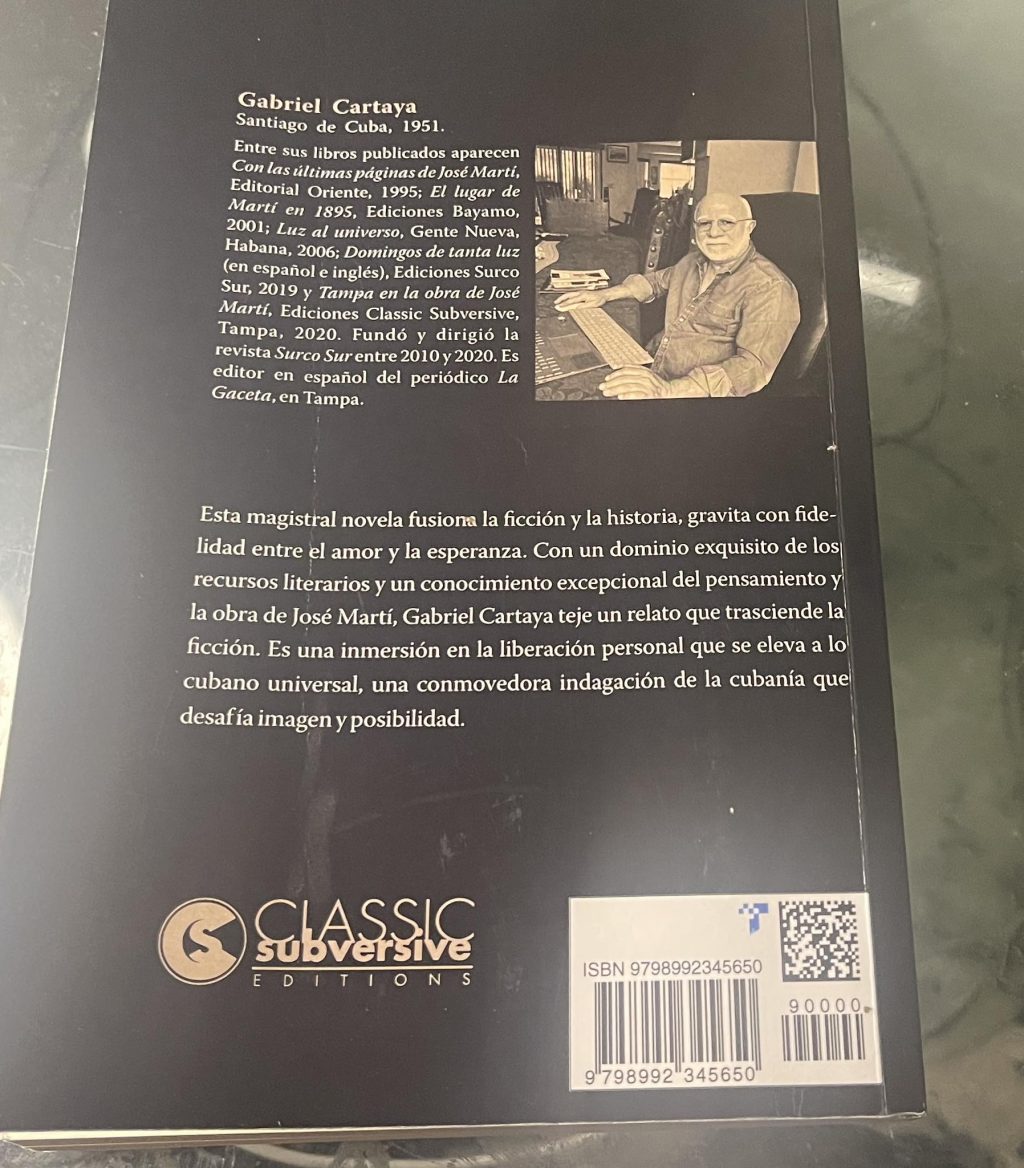 Gabriel Cartaya
Santiago de Cuba, 1951.
Entre sus libros publicados aparecen
Con las últimas páginas de José Martí,
Editorial Oriente, 1995; El lugar de
Martí en 1895, Ediciones Bayamo,
2001; Luz al universo, Gente Nueva,
Habana, 2006; Domingos de tanta luz
(en español e inglés), Ediciones Surco
Sur, 2019 y Tampa en la obra de José
Martí, Ediciones Classic Subversive,
Tampa, 2020. Fundó y dirigió la
revista Surco Sur entre 2010 y 2020. Es
editor en español del periódico La
Gaceta, en Tampa.
Esta magistral novela fusiona la ficción y la historia, gravita con fide-
lidad entre el amor y la esperanza. Con un dominio exquisito de los
recursos literarios y un conocimiento excepcional del pensamiento y
la obra de José Martí, Gabriel Cartaya teje un relato que trasciende la
ficción. Es una inmersión en la liberación personal que se eleva a lo
cubano universal, una conmovedora indagación de la cubanía que
desafía imagen y posibilidad.
CLASSIC
subversive
EDITIONS
ISBN 9798992345650
90000
9 798992 345650